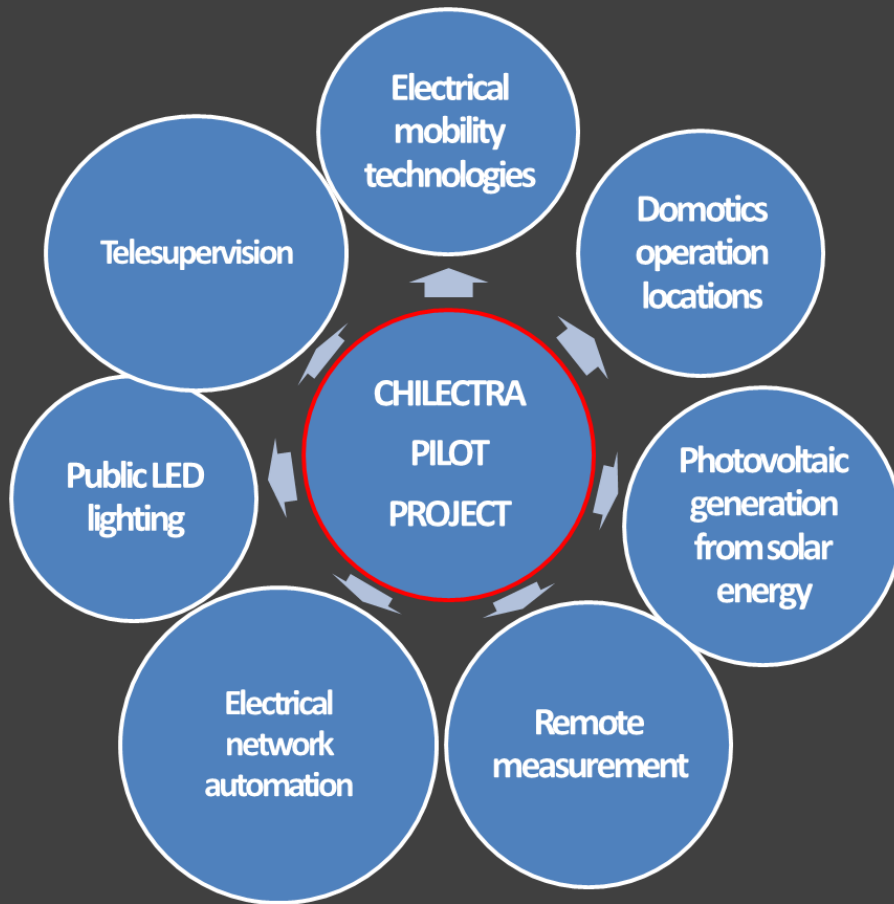 Electrical
mobility
technologies
Domotics
operation
locations
Telesupervision
CHILECTRA
PILOT
PROJECT
Photovoltaic
generation
from solar
energy
Public LED
lighting
Remote
measurement
Electrical
network
automation